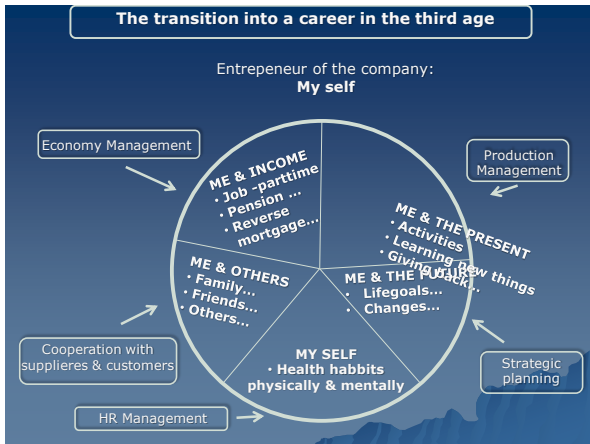 The transition into a career in the third age
Entrepeneur of the company:
My self
Economy Management
Production
Management
ME & INCOME
• Job -parttime
• Pension ...
• Reverse
mortgage...
ME & THE PRESENT
• Activities
• Learning new things
• Giving back...
ME & OTHERS
• Family...
• Friends...
• Others...
ME & THE FUTURE
• Lifegoals...
• Changes...
MY SELF
• Health habbits
physically & mentally
Cooperation with
supplieres & customers
Strategic
planning
HR Management